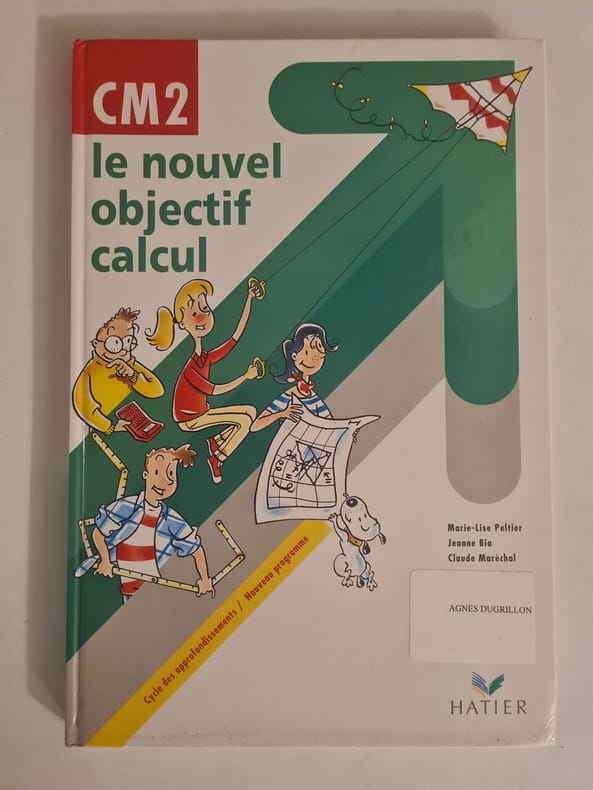 CM2
le nouvel
objectif
calcul
Marie-Lise Peltier
Jeanne Bia
Claude Maréchal
AGNES DUGRILLON
Cycle des approfondissements / Nouveau programme
HATIER